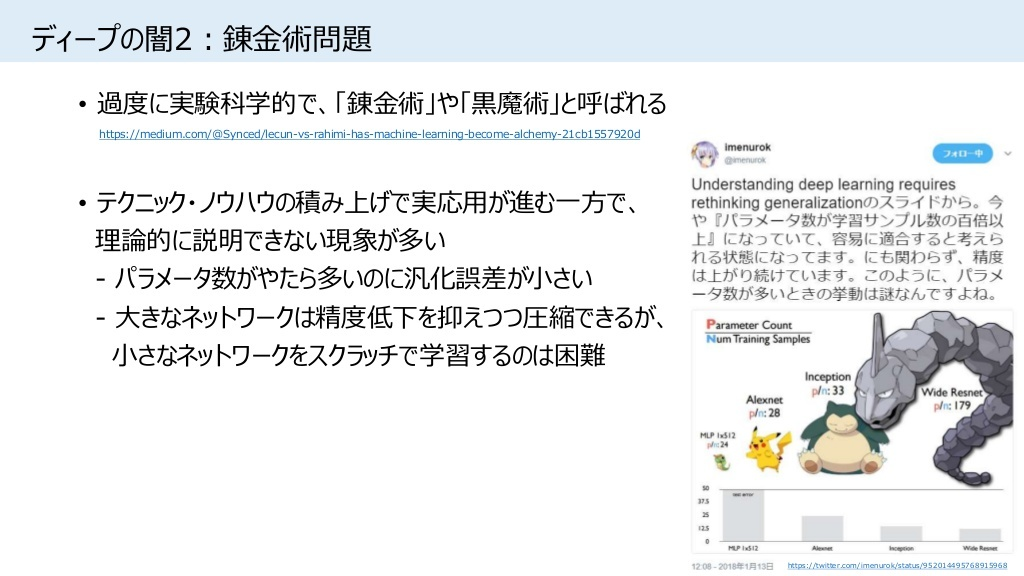 ディープの闇2：錬金術問題
• 過度に実験科学的で、「錬金術」や「黒魔術」と呼ばれる
https://medium.com/@Synced/lecun-vs-rahimi-has-machine-learning-become-alchemy-21cb1557920d
• テクニック・ノウハウの積み上げで実応用が進む一方で、
理論的に説明できない現象が多い
- パラメータ数がやたら多いのに汎化誤差が小さい
- 大きなネットワークは精度低下を抑えつつ圧縮できるが、
小さなネットワークをスクラッチで学習するのは困難
imenurok
@imenurok
フォロー中
Understanding deep learning requires
rethinking generalizationのスライドから。今
や『パラメータ数が学習サンプル数の百倍以
上』になっていて、容易に適合すると考えら
れる状態になってます。にも関わらず、精度
は上がり続けています。このように、パラメ
ータ数が多いときの挙動は謎なんですよね。
Parameter Count
Num Training Samples
MLP 1x512
p/n: 24
Alexnet
p/n: 28
Inception
p/n: 33
Wide Resnet
p/n: 179
50
37.5
25
12.5
0
test error
MLP 1x512
Alexnet
Inception
Wide Resnet
12:08 - 2018年1月13日
https://twitter.com/imenurok/status/952014495768915968